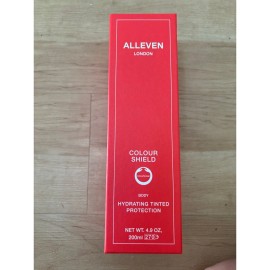 ALLEVEN
LONDON
COLOUR
SHIELD
BODY
HYDRATING TINTED
PROTECTION
NET WT. 4.9 OZ.
200ml